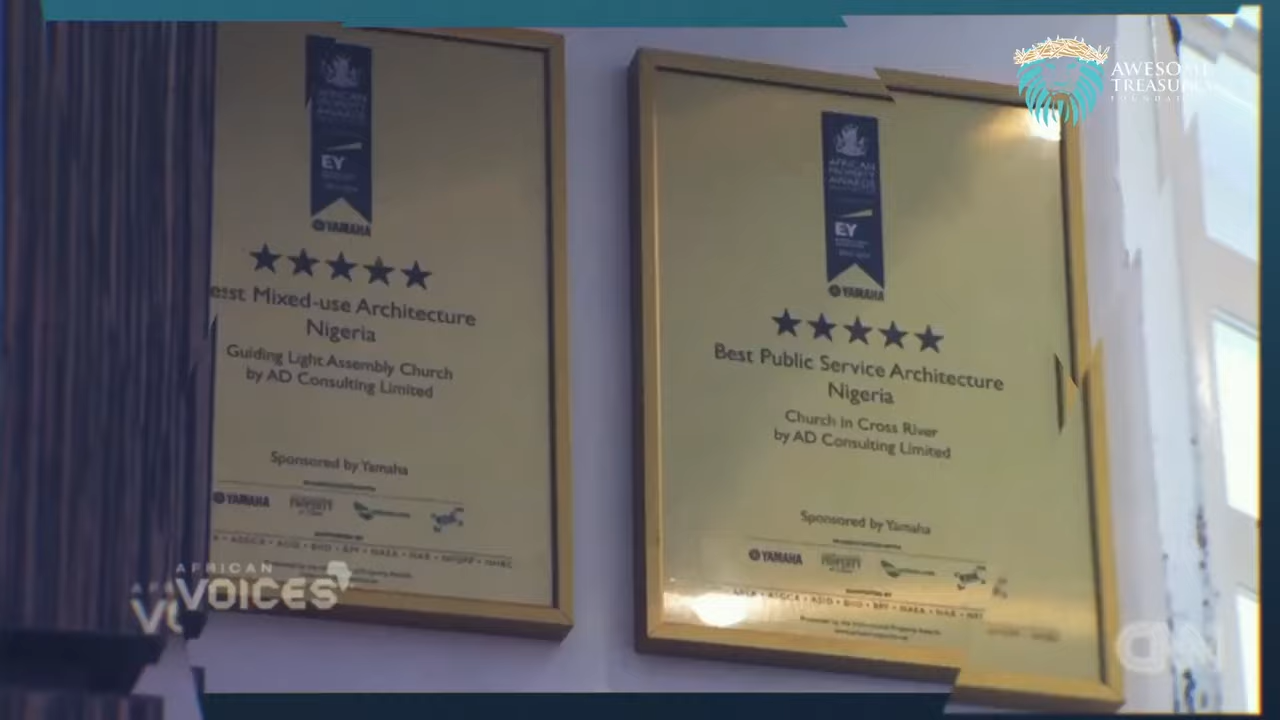 AFRICAN
PROPERTY
AWARDS
EY
YAMAHA
est Mixed-use Architecture
Nigeria
Guiding Light Assembly Church
by AD Consulting Limited
Sponsored by Yamaha
YAMAHA
AFRICAN
PROPERTY
AWARDS
EY
YAMAHA
Best Public Service Architecture
Nigeria
Church in Cross River
by AD Consulting Limited
Sponsored by Yamaha
YAMAHA
PROPERTY
AWESOME
TREASURES
AFRICAN
VOICES
CNN